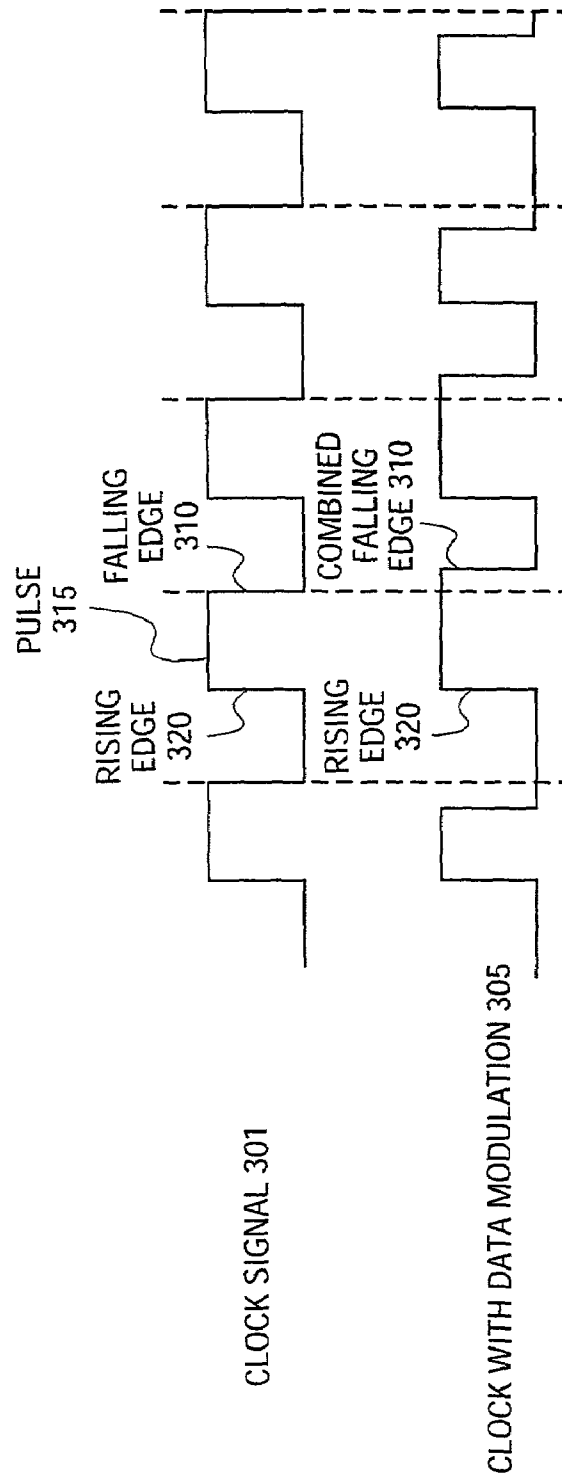 PULSE
315
RISING
EDGE
320
FALLING
EDGE
310
CLOCK SIGNAL 301
RISING
EDGE
320
COMBINED
FALLING
EDGE 310
CLOCK WITH DATA MODULATION 305